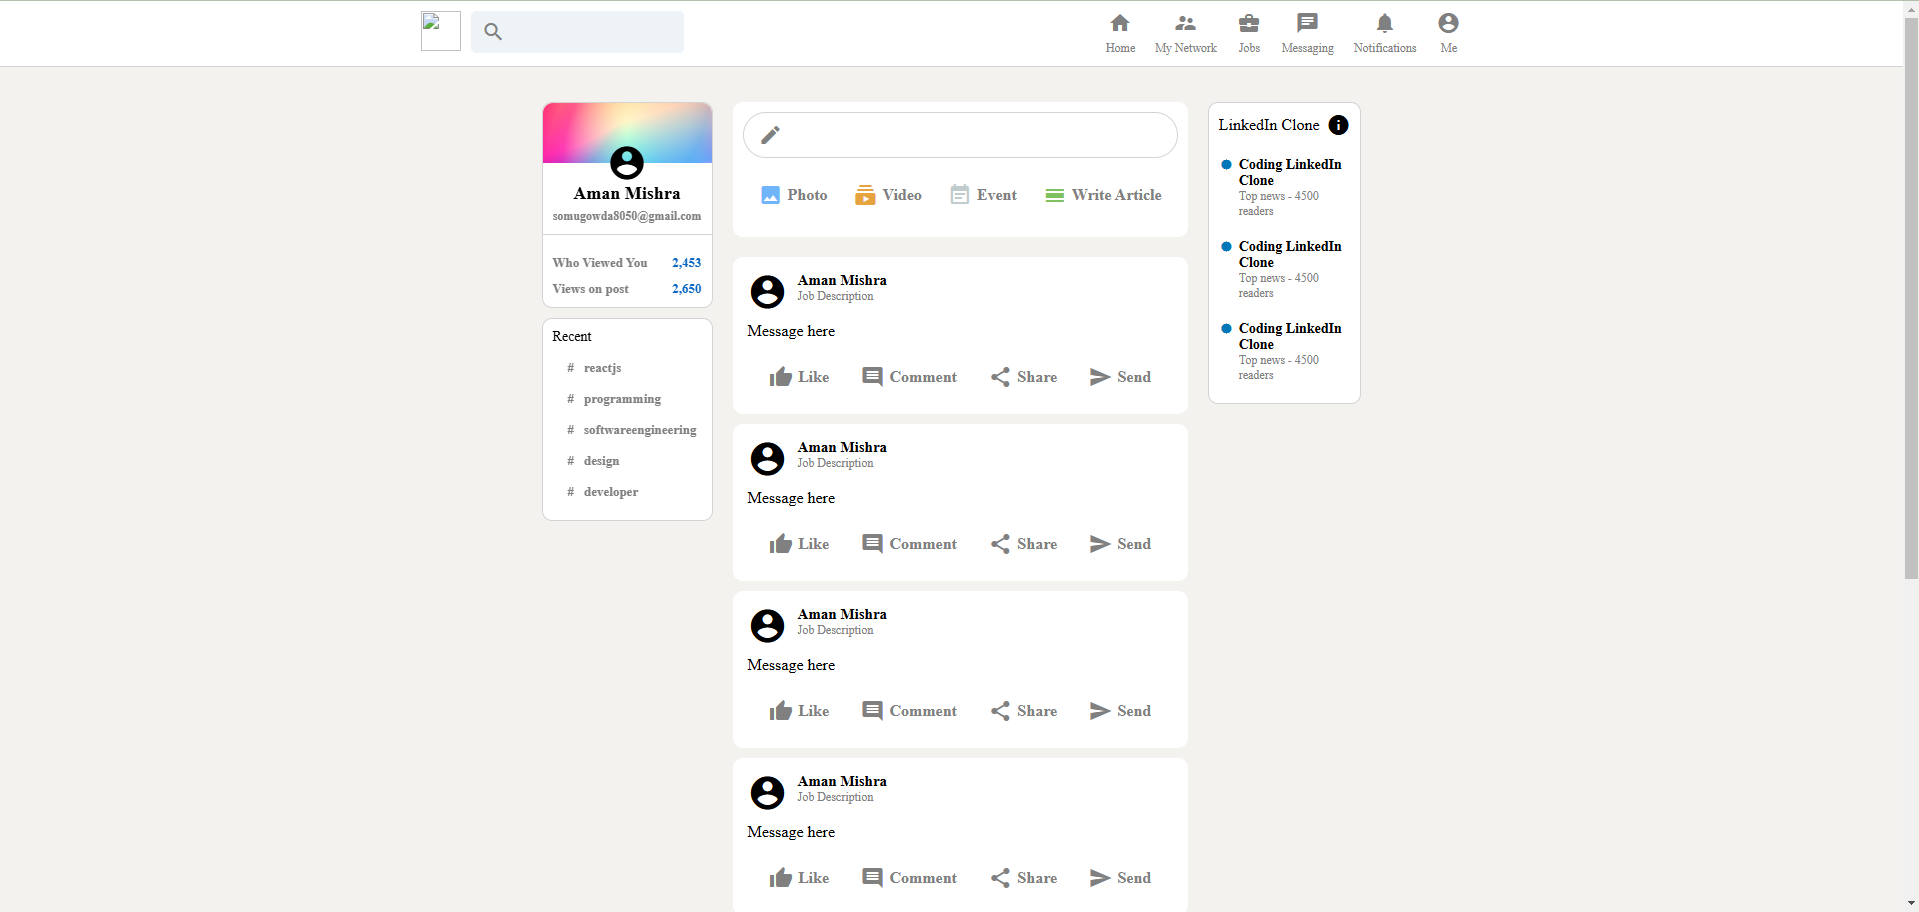 Home My Network Jobs Messaging Notifications Me
Aman Mishra
somugowda8050@gmail.com
Who Viewed You 2,453
Views on post 2,650
Recent
# reactjs
# programming
# softwareengineering
# design
# developer
Photo Video Event Write Article
Aman Mishra
Job Description
Message here
Like Comment Share Send
Aman Mishra
Job Description
Message here
Like Comment Share Send
Aman Mishra
Job Description
Message here
Like Comment Share Send
Aman Mishra
Job Description
Message here
Like Comment Share Send
LinkedIn Clone
Coding LinkedIn
Clone
Top news - 4500
readers
Coding LinkedIn
Clone
Top news - 4500
readers
Coding LinkedIn
Clone
Top news - 4500
readers